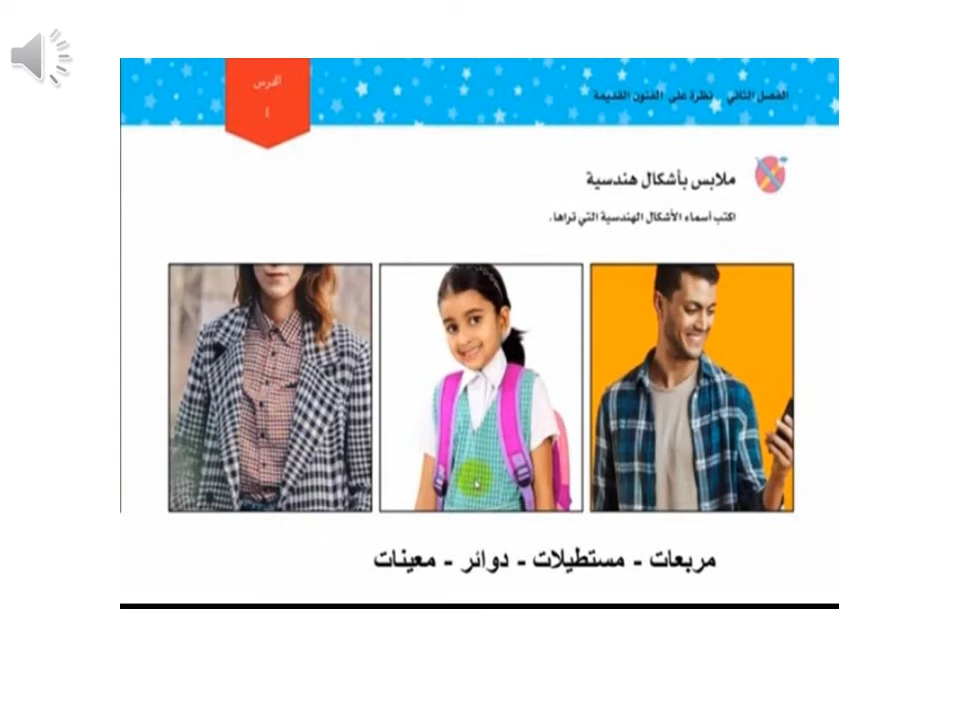 الفصل الثاني نظرة على الفنون القديمة
الدرس
٤
ملابس بأشكال هندسية
اكتب أسماء الأشكال الهندسية التي تراها.
مربعات - مستطيلات - دوائر - معينات